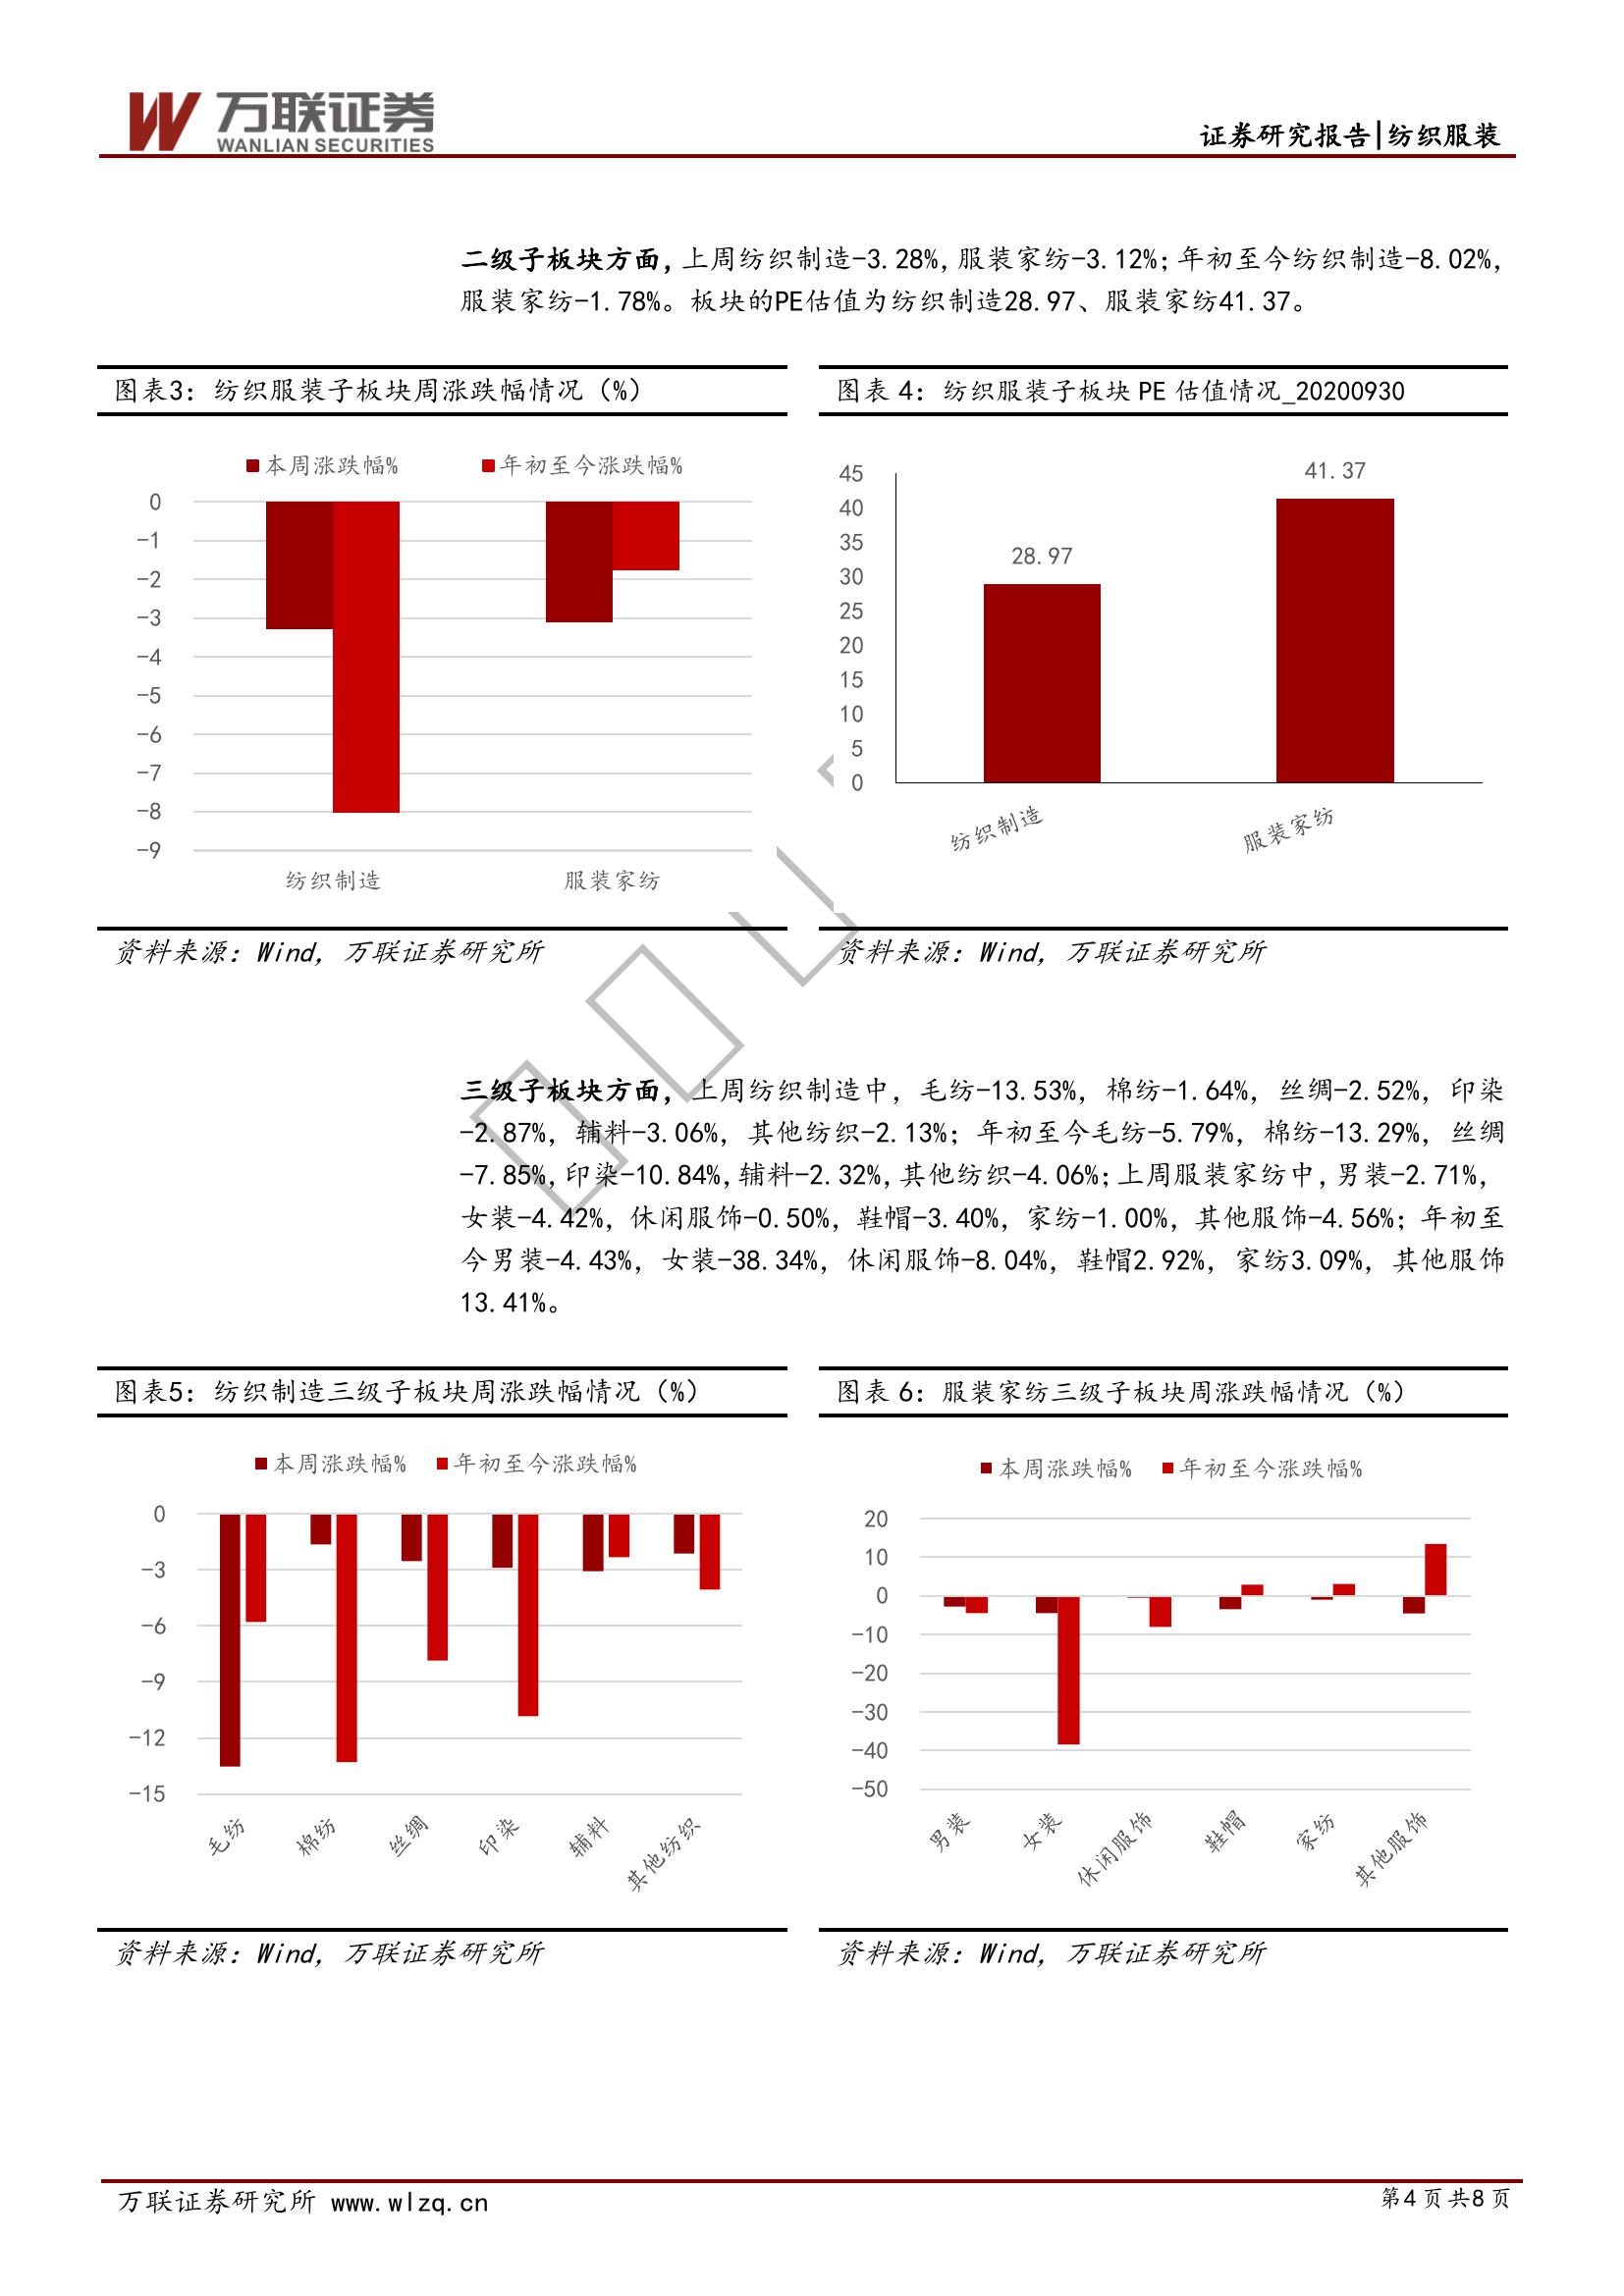 万联证券
WANLIAN SECURITIES
证券研究报告|纺织服装
二级子板块方面，上周纺织制造-3.28%，服装家纺-3.12%；年初至今纺织制造-8.02%，
服装家纺-1.78%。板块的PE估值为纺织制造28.97、服装家纺41.37。
图表3：纺织服装子板块周涨跌幅情况（%）
本周涨跌幅% 年初至今涨跌幅%
0
-1
-2
-3
-4
-5
-6
-7
-8
-9
纺织制造 服装家纺
资料来源：Wind，万联证券研究所
图表 4：纺织服装子板块 PE 估值情况_20200930
45
40
35
30
25
20
15
10
5
0
28.97
41.37
纺织制造 服装家纺
资料来源：Wind，万联证券研究所
三级子板块方面，上周纺织制造中，毛纺-13.53%，棉纺-1.64%，丝绸-2.52%，印染
-2.87%，辅料-3.06%，其他纺织-2.13%；年初至今毛纺-5.79%，棉纺-13.29%，丝绸
-7.85%，印染-10.84%，辅料-2.32%，其他纺织-4.06%；上周服装家纺中，男装-2.71%，
女装-4.42%，休闲服饰-0.50%，鞋帽-3.40%，家纺-1.00%，其他服饰-4.56%；年初至
今男装-4.43%，女装-38.34%，休闲服饰-8.04%，鞋帽2.92%，家纺3.09%，其他服饰
13.41%。
图表5：纺织制造三级子板块周涨跌幅情况（%）
本周涨跌幅% 年初至今涨跌幅%
0
-3
-6
-9
-12
-15
毛纺 棉纺 丝绸 印染 辅料 其他纺织
资料来源：Wind，万联证券研究所
图表 6：服装家纺三级子板块周涨跌幅情况（%）
本周涨跌幅% 年初至今涨跌幅%
20
10
0
-10
-20
-30
-40
-50
男装 女装 休闲服饰 鞋帽 家纺 其他服饰
资料来源：Wind，万联证券研究所
万联证券研究所 www.wlzq.cn
第4页共8页